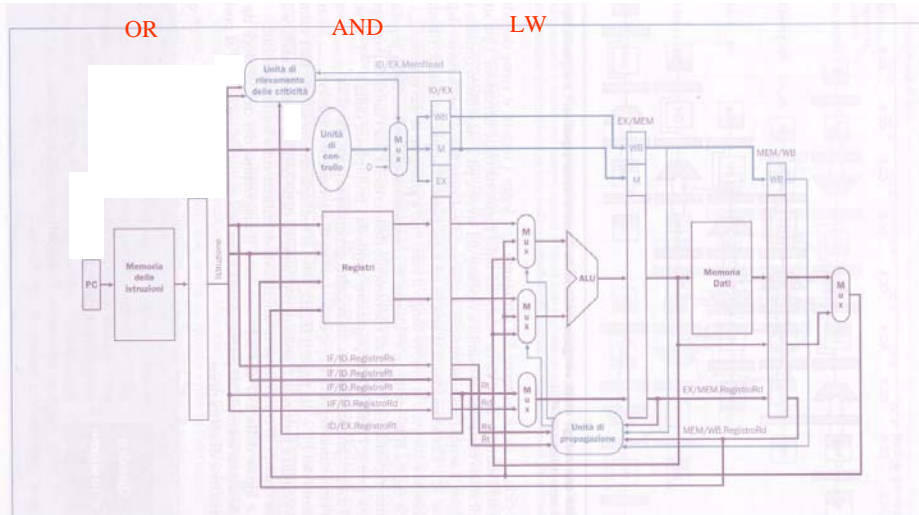 OR
AND
LW
Unità di
rilevamento
delle criticità
ID/EX.MemRead
ID/EX
EX/MEM
MEM/WB
Unità
di
con-
trollo
M
u
x
0
WB
M
EX
WB
M
WB
PC
Memoria
delle
istruzioni
Istruzione
Registri
M
u
x
M
u
x
M
u
x
ALU
Memoria
Dati
M
u
x
IF/ID.RegistroRs
IF/ID.RegistroRt
IF/ID.RegistroRt
IF/ID.RegistroRd
ID/EX.RegistroRt
Rt
Rd
Rs
Rt
Unità di
propagazione
EX/MEM.RegistroRd
MEM/WB.RegistroRd